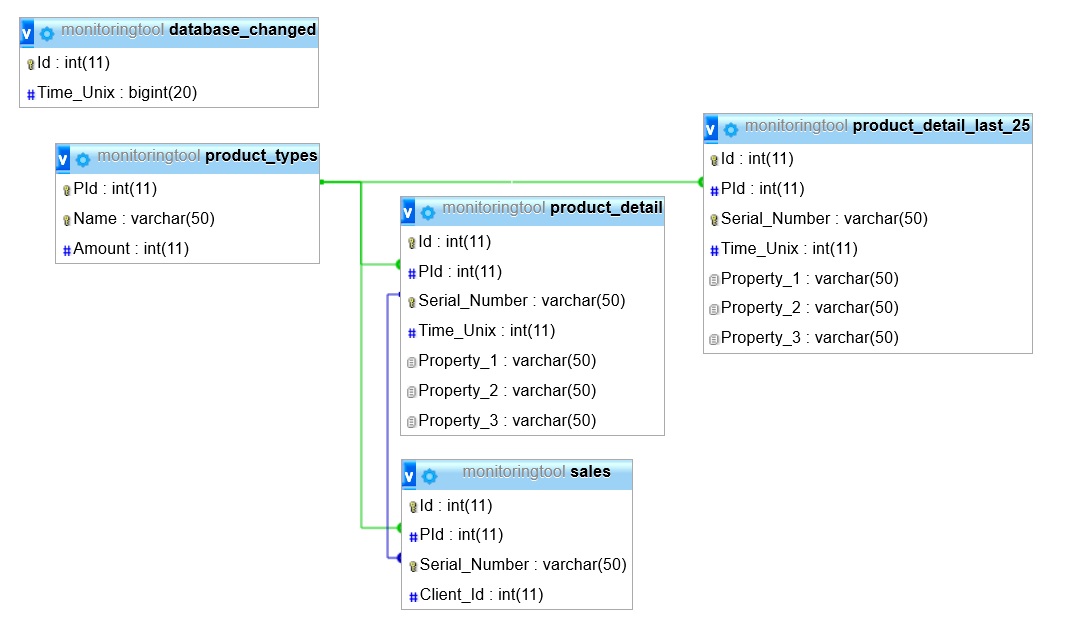 v monitoringtool database_changed
Id : int(11)
# Time_Unix : bigint(20)
v monitoringtool product_types
PId : int(11)
Name : varchar(50)
# Amount : int(11)
v monitoringtool product_detail
Id : int(11)
# PId : int(11)
Serial_Number : varchar(50)
# Time_Unix : int(11)
Property_1 : varchar(50)
Property_2 : varchar(50)
Property_3 : varchar(50)
v monitoringtool sales
Id : int(11)
# PId : int(11)
Serial_Number : varchar(50)
# Client_Id : int(11)
v monitoringtool product_detail_last_25
Id : int(11)
# PId : int(11)
Serial_Number : varchar(50)
# Time_Unix : int(11)
Property_1 : varchar(50)
Property_2 : varchar(50)
Property_3 : varchar(50)